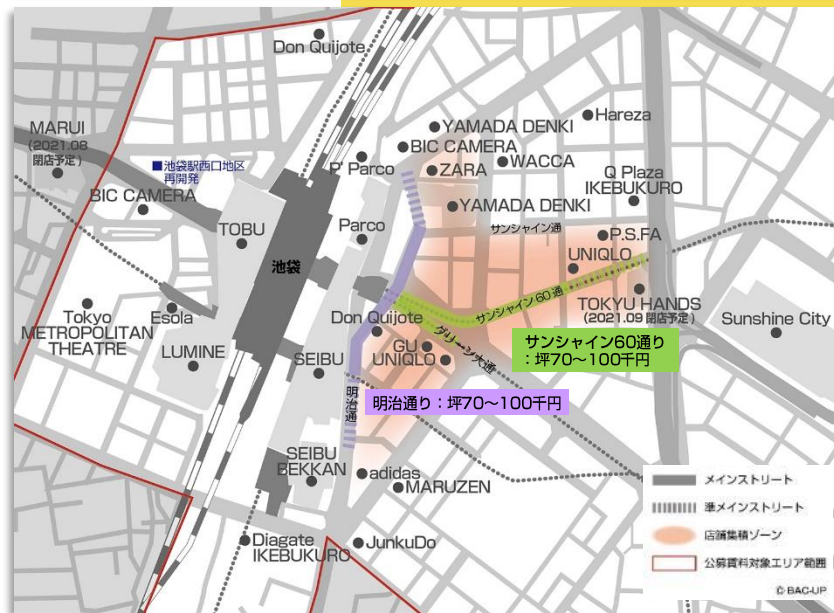 Don Quijote
MARUI
(2021.08
閉店予定)
■池袋駅西口地区
再開発
BIC CAMERA
P' Parco
YAMADA DENKI
BIC CAMERA
ZARA
WACCA
Hareza
Q Plaza
IKEBUKURO
YAMADA DENKI
TOBU
Parco
サンシャイン通
P.S.FA
UNIQLO
池袋
サンシャイン60通
TOKYU HANDS
(2021.09 閉店予定)
Sunshine City
Tokyo
METROPOLITAN
THEATRE
Esola
LUMINE
Don Quijote
グリーン大通
GU
UNIQLO
SEIBU
サンシャイン60通り
:坪70〜100千円
明治通
明治通り:坪70〜100千円
SEIBU
BEKKAN
adidas
MARUZEN
Diagate
IKEBUKURO
JunkuDo
メインストリート
準メインストリート
店舗集積ゾーン
公募賃料対象エリア範囲
© BAC-UP